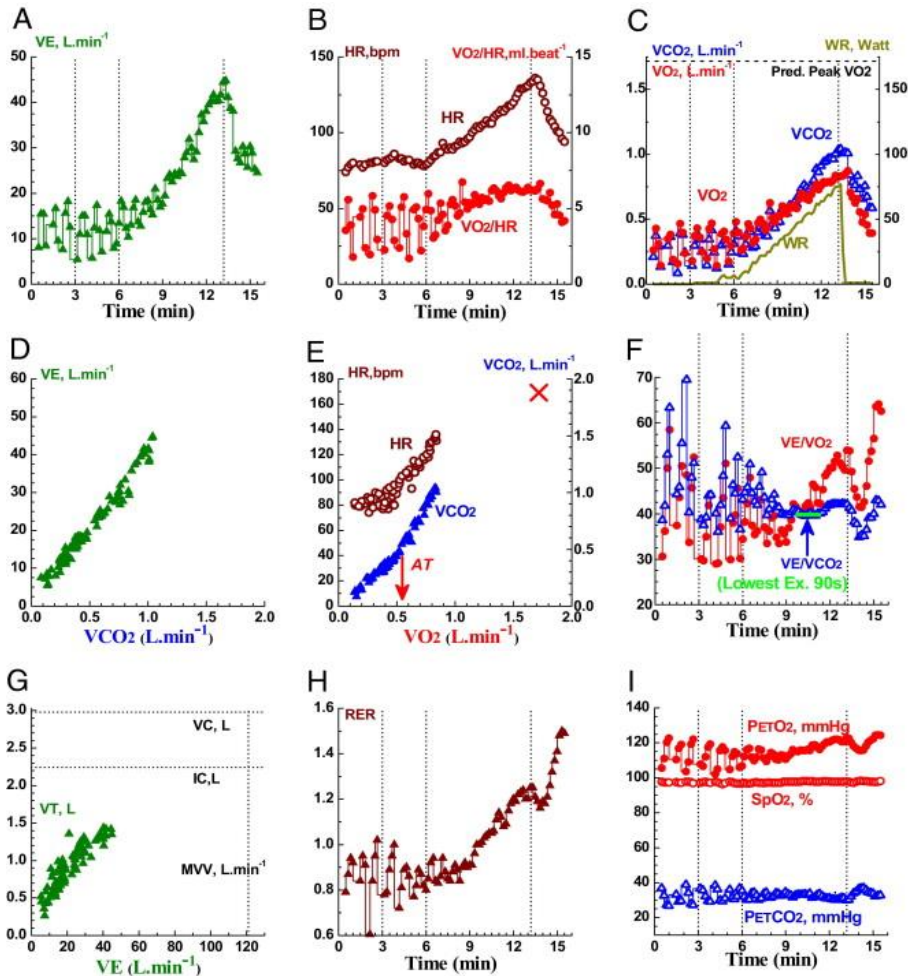 A
VE, L.min⁻¹
50
40
30
20
10
0
0 3 6 9 12 15
Time (min)
B
HR,bpm
VO₂/HR,ml.beat⁻¹
150
100
50
0
15
10
5
0
HR
VO₂/HR
0 3 6 9 12 15
Time (min)
C
VCO₂, L.min⁻¹
WR, Watt
VO₂, L.min⁻¹
Pred. Peak VO2
1.5
1.0
0.5
0.0
150
100
50
0
VCO₂
VO₂
WR
0 3 6 9 12 15
Time (min)
D
VE, L.min⁻¹
60
50
40
30
20
10
0
0.0 0.5 1.0 1.5 2.0
VCO₂ (L.min⁻¹)
E
VCO₂, L.min⁻¹
HR,bpm
180
160
140
120
100
80
60
40
20
0
2.0
1.5
1.0
0.5
0.0
HR
VCO₂
AT
0.0 0.5 1.0 1.5 2.0
VO₂ (L.min⁻¹)
F
70
60
50
40
30
20
VE/VO₂
VE/VCO₂
(Lowest Ex. 90s)
0 3 6 9 12 15
Time (min)
G
3.0
2.5
2.0
1.5
1.0
0.5
0.0
VC, L
IC,L
VT, L
MVV, L.min⁻¹
0 20 40 60 80 100 120
VE (L.min⁻¹)
H
RER
1.6
1.4
1.2
1.0
0.8
0.6
0 3 6 9 12 15
Time (min)
I
140
120
100
80
60
40
20
PETO₂, mmHg
SpO₂, %
PETCO₂, mmHg
0 3 6 9 12 15
Time (min)